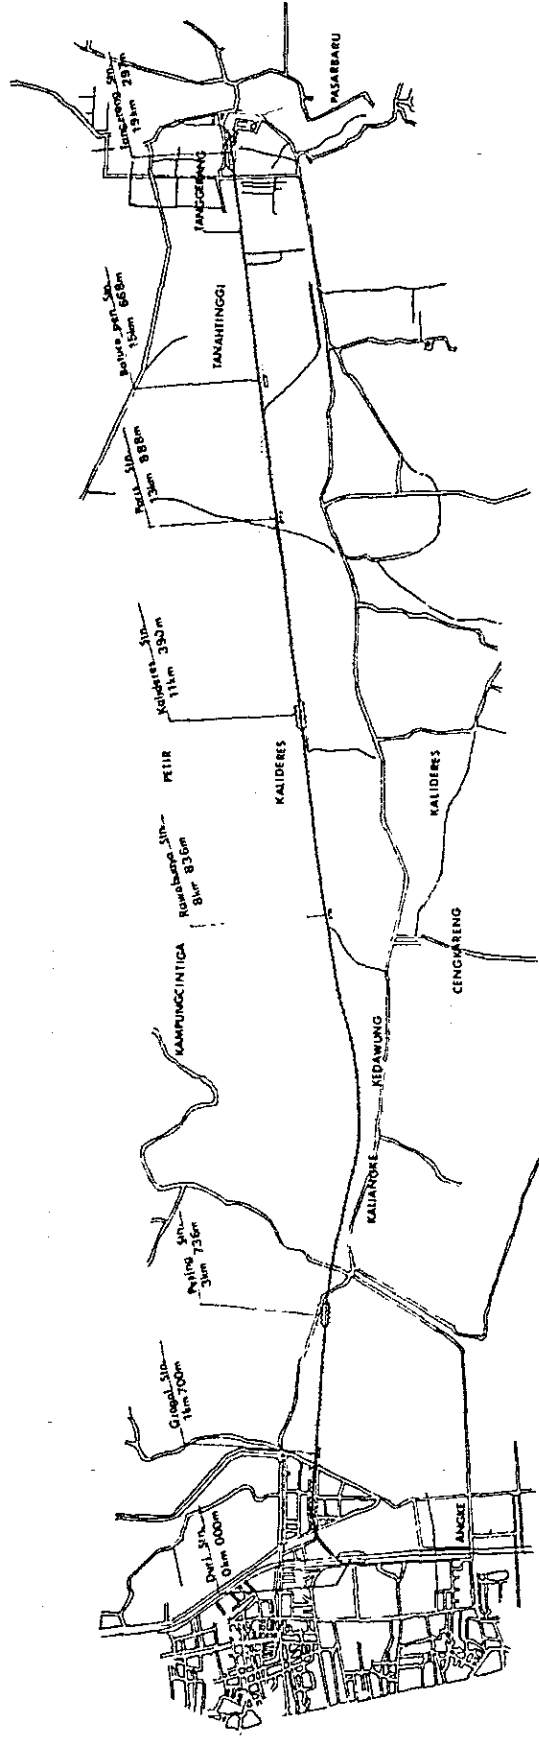 Duri Stn.
0km 000m
Grogol Stn.
1km 700m
Pesing Stn.
3km 736m
KAMPUNGCINTIGA
Rawabuaya Stn.
8km 836m
PETIR
Kalideres Stn.
11km 390m
Poris Stn.
13km 888m
Stn.
15km 668m
Tangerang Stn.
19km 297m
TANAHTINGGI
TANGGERANG
PASARBARU
KALIDERES
KALIANGKE
KEDAWUNG
CENGKARENG
KALIDERES
ANGKE